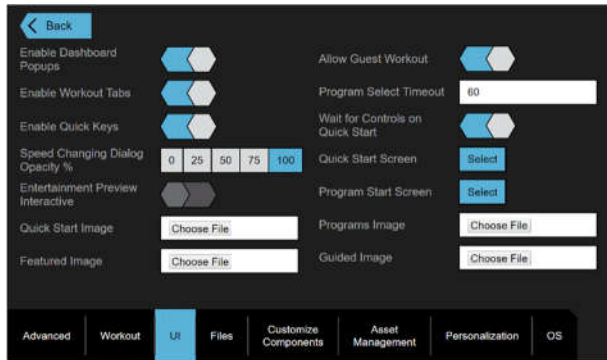 Back
Enable Dashboard
Popups
Allow Guest Workout
Enable Workout Tabs
Program Select Timeout
60
Enable Quick Keys
Wait for Controls on
Quick Start
Speed Changing Dialog
Opacity %
0 25 50 75 100
Quick Start Screen
Select
Entertainment Preview
Interactive
Program Start Screen
Select
Quick Start Image
Choose File
Programs Image
Choose File
Featured Image
Choose File
Guided Image
Choose File
Advanced
Workout
UI
Files
Customize
Components
Asset
Management
Personalization
OS